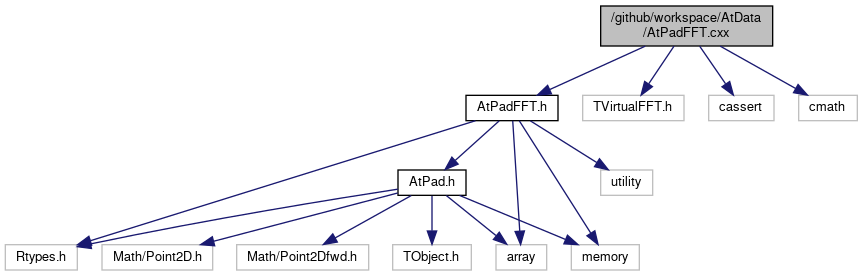 /github/workspace/AtData
/AtPadFFT.cxx
AtPadFFT.h
TVirtualFFT.h
cassert
cmath
AtPad.h
utility
Rtypes.h
Math/Point2D.h
Math/Point2Dfwd.h
TObject.h
array
memory